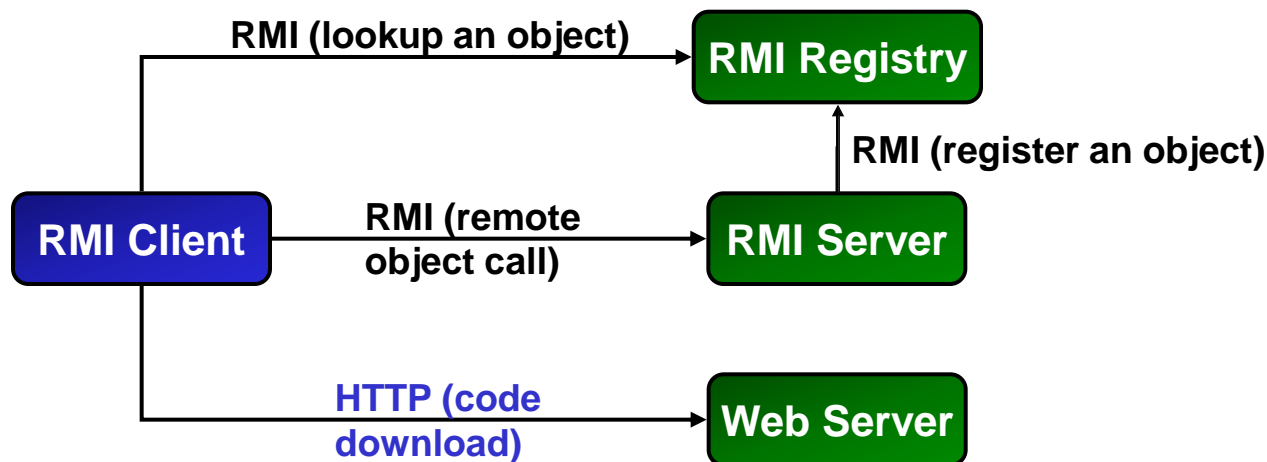 RMI (lookup an object)
RMI Registry
RMI (register an object)
RMI Client
RMI (remote
object call)
RMI Server
HTTP (code
download)
Web Server